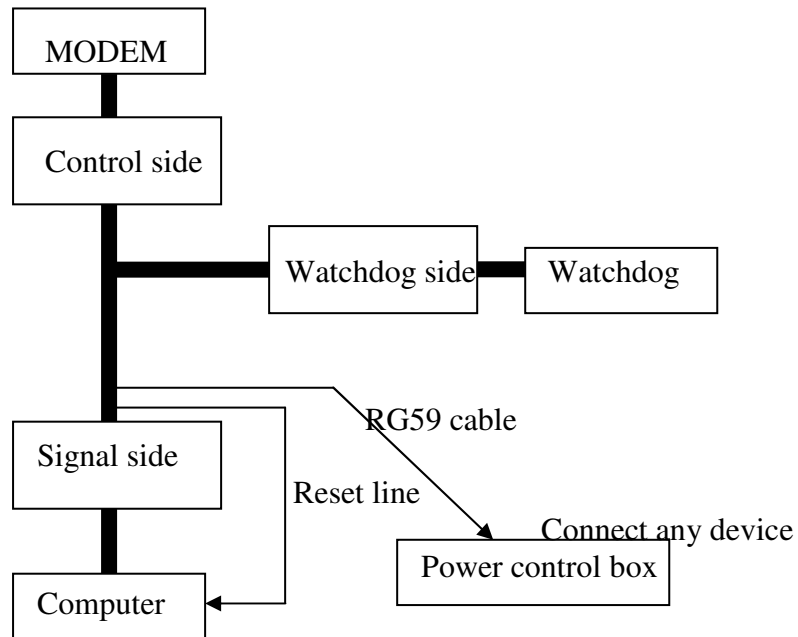 MODEM
Control side
Watchdog side
Watchdog
RG59 cable
Signal side
Reset line
Connect any device
Power control box
Computer